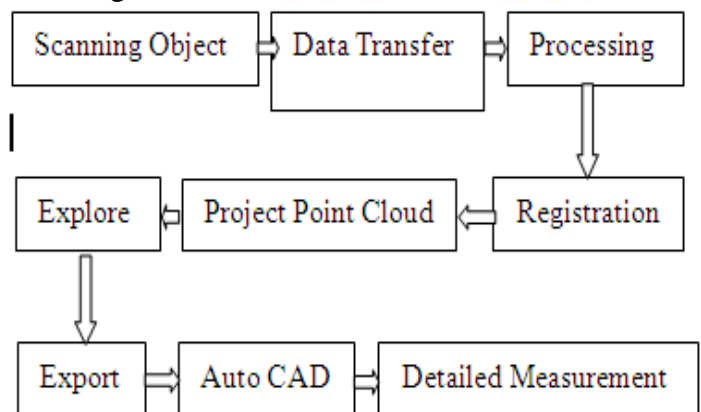 Scanning Object
Data Transfer
Processing
Registration
Project Point Cloud
Explore
Export
Auto CAD
Detailed Measurement